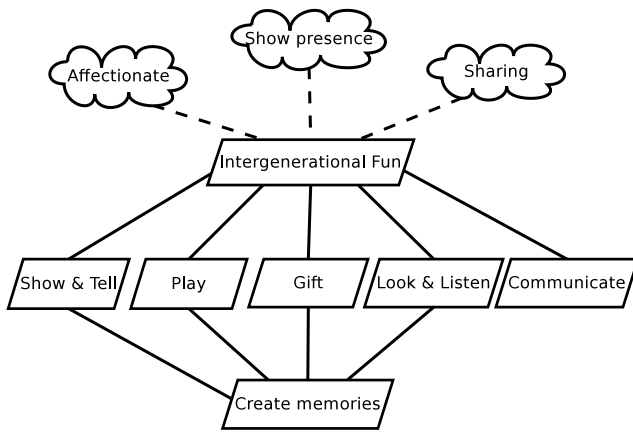 Show presence
Affectionate
Sharing
Intergenerational Fun
Show & Tell
Play
Gift
Look & Listen
Communicate
Create memories